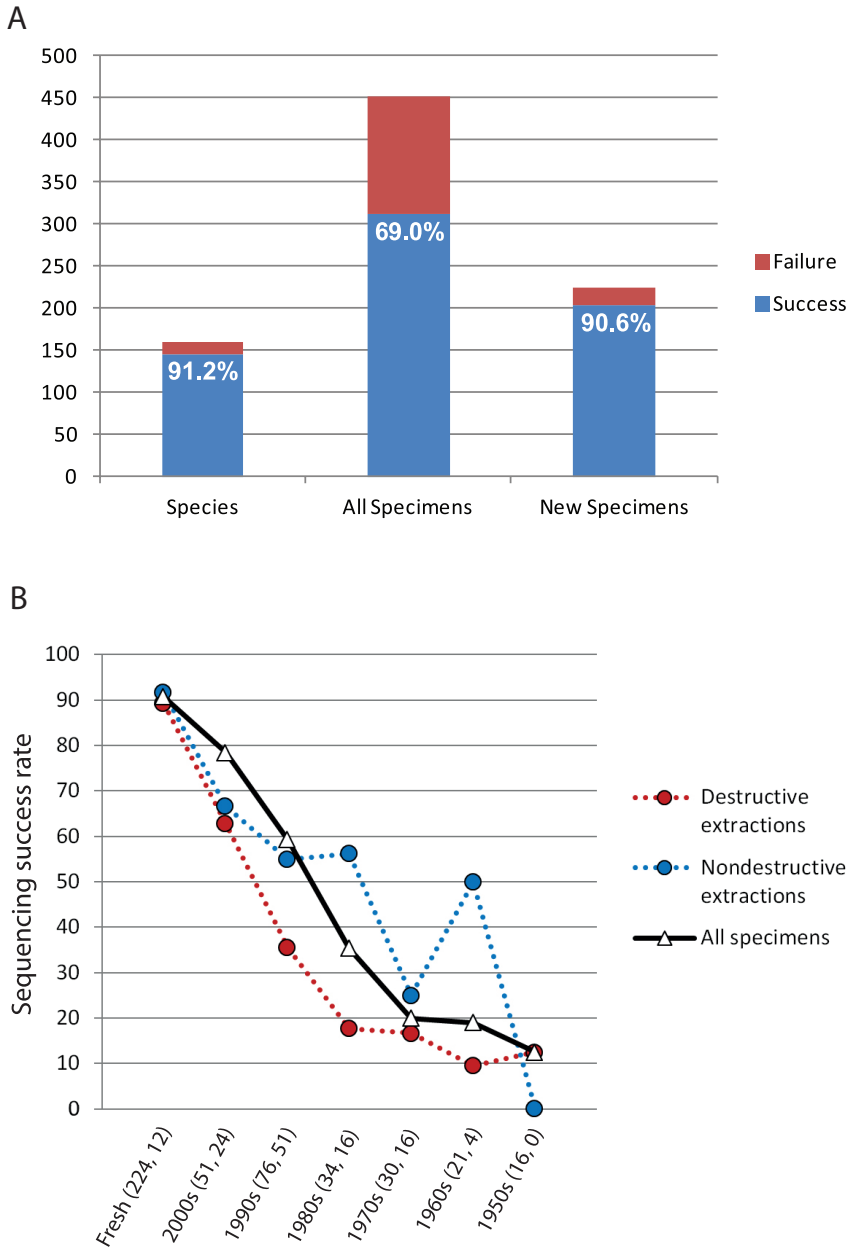 A
500
450
400
350
300
250
200
150
100
50
0
69.0%
91.2%
90.6%
Failure
Success
Species
All Specimens
New Specimens
B
Sequencing success rate
100
90
80
70
60
50
40
30
20
10
0
Destructive
extractions
Nondestructive
extractions
All specimens
Fresh (224, 12)
2000s (51, 24)
1990s (76, 51)
1980s (34, 16)
1970s (30, 16)
1960s (21, 4)
1950s (16, 0)